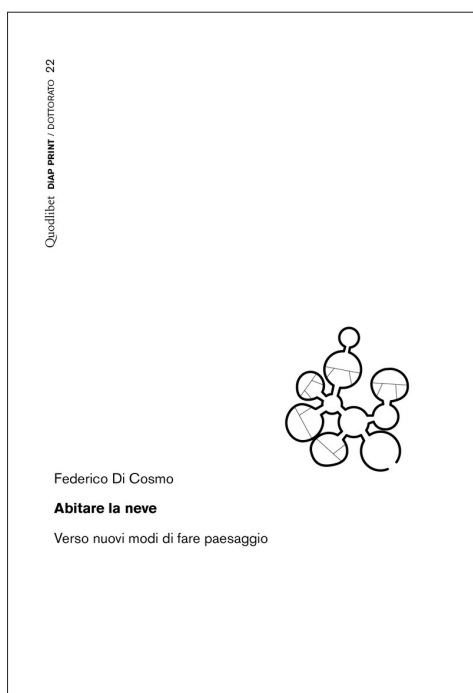 Quodlibet DiAP PRINT / DOTTORATO 22
Federico Di Cosmo
Abitare la neve
Verso nuovi modi di fare paesaggio